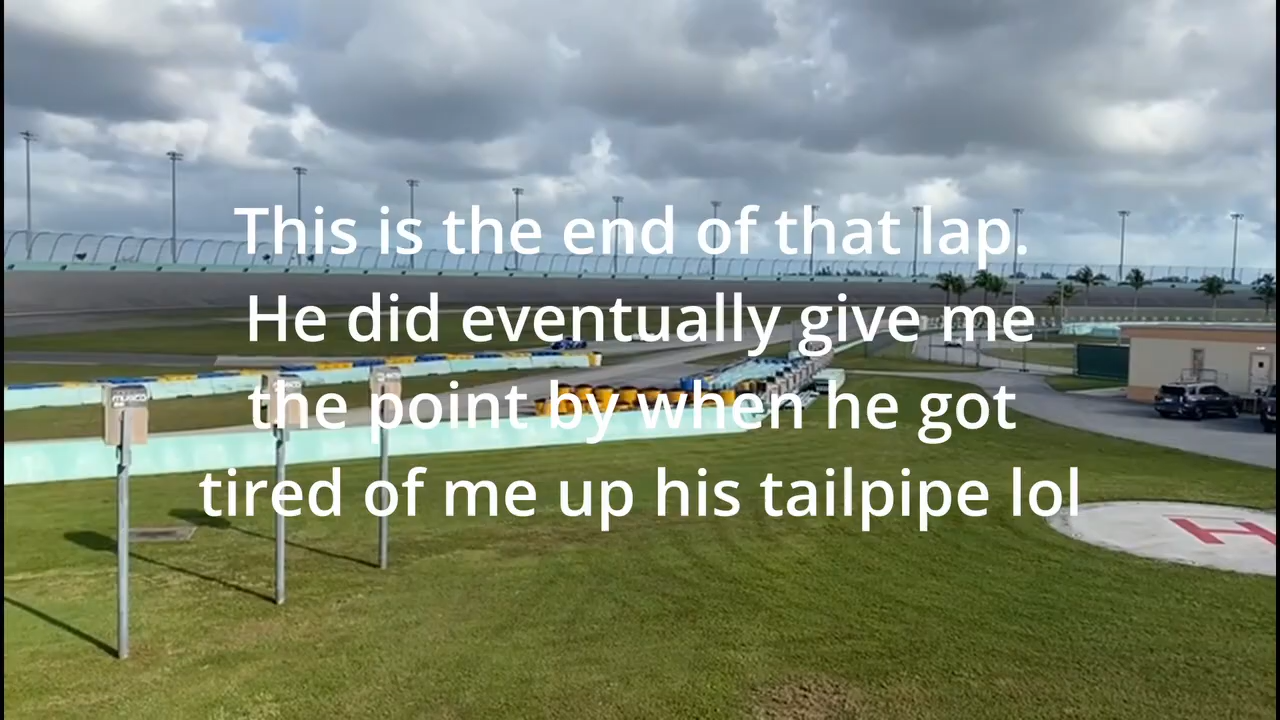 This is the end of that lap.
He did eventually give me
the point by when he got
tired of me up his tailpipe lol
musco
H